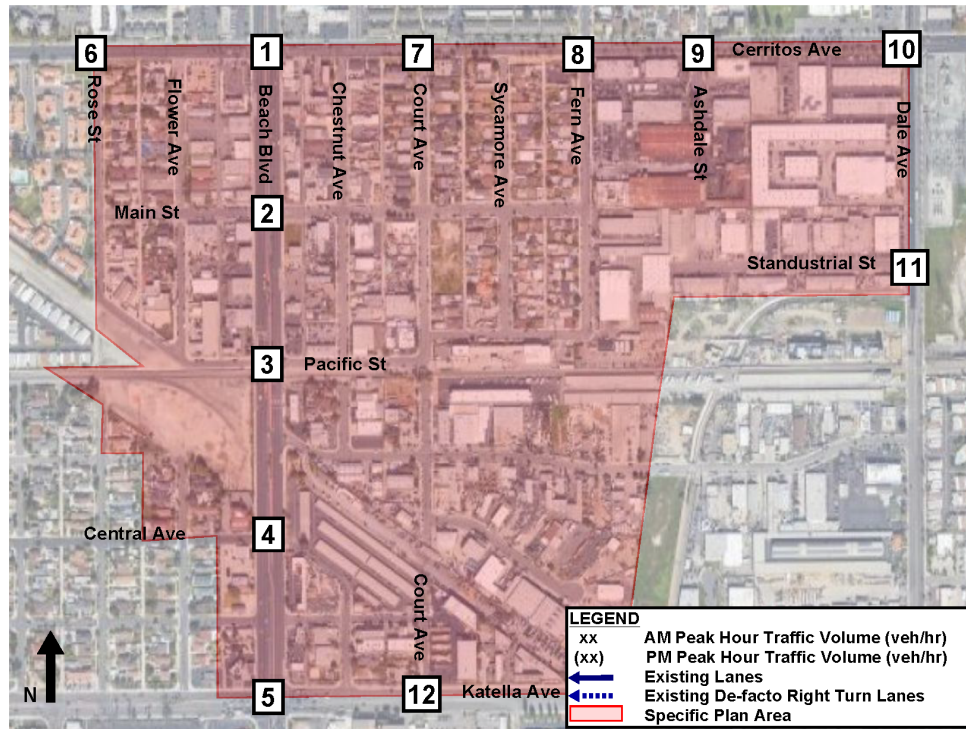 6
1
7
8
9
Cerritos Ave
10
Rose St
Flower Ave
Beach Blvd
Chestnut Ave
Court Ave
Sycamore Ave
Fern Ave
Ashdale St
Dale Ave
Main St
2
Standustrial St
11
3
Pacific St
Central Ave
4
Court Ave
N
5
12
Katella Ave
LEGEND
xx AM Peak Hour Traffic Volume (veh/hr)
(xx) PM Peak Hour Traffic Volume (veh/hr)
Existing Lanes
Existing De-facto Right Turn Lanes
Specific Plan Area